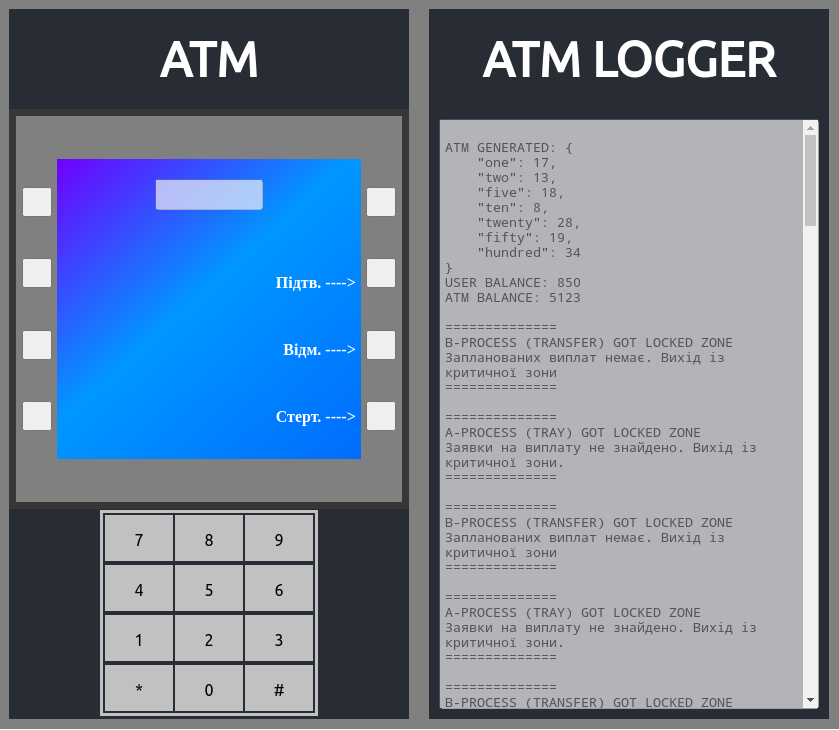 ATM
Підтв. ---->
Відм. ---->
Стерт. ---->
7 8 9
4 5 6
1 2 3
* 0 #
ATM LOGGER
ATM GENERATED: {
    "one": 17,
    "two": 13,
    "five": 18,
    "ten": 8,
    "twenty": 28,
    "fifty": 19,
    "hundred": 34
}
USER BALANCE: 850
ATM BALANCE: 5123
==============
B-PROCESS (TRANSFER) GOT LOCKED ZONE
Запланованих виплат немає. Вихід із
критичної зони
==============
==============
A-PROCESS (TRAY) GOT LOCKED ZONE
Заявки на виплату не знайдено. Вихід із
критичної зони.
==============
==============
B-PROCESS (TRANSFER) GOT LOCKED ZONE
Запланованих виплат немає. Вихід із
критичної зони
==============
==============
A-PROCESS (TRAY) GOT LOCKED ZONE
Заявки на виплату не знайдено. Вихід із
критичної зони.
==============
==============
B-PROCESS (TRANSFER) GOT LOCKED ZONE